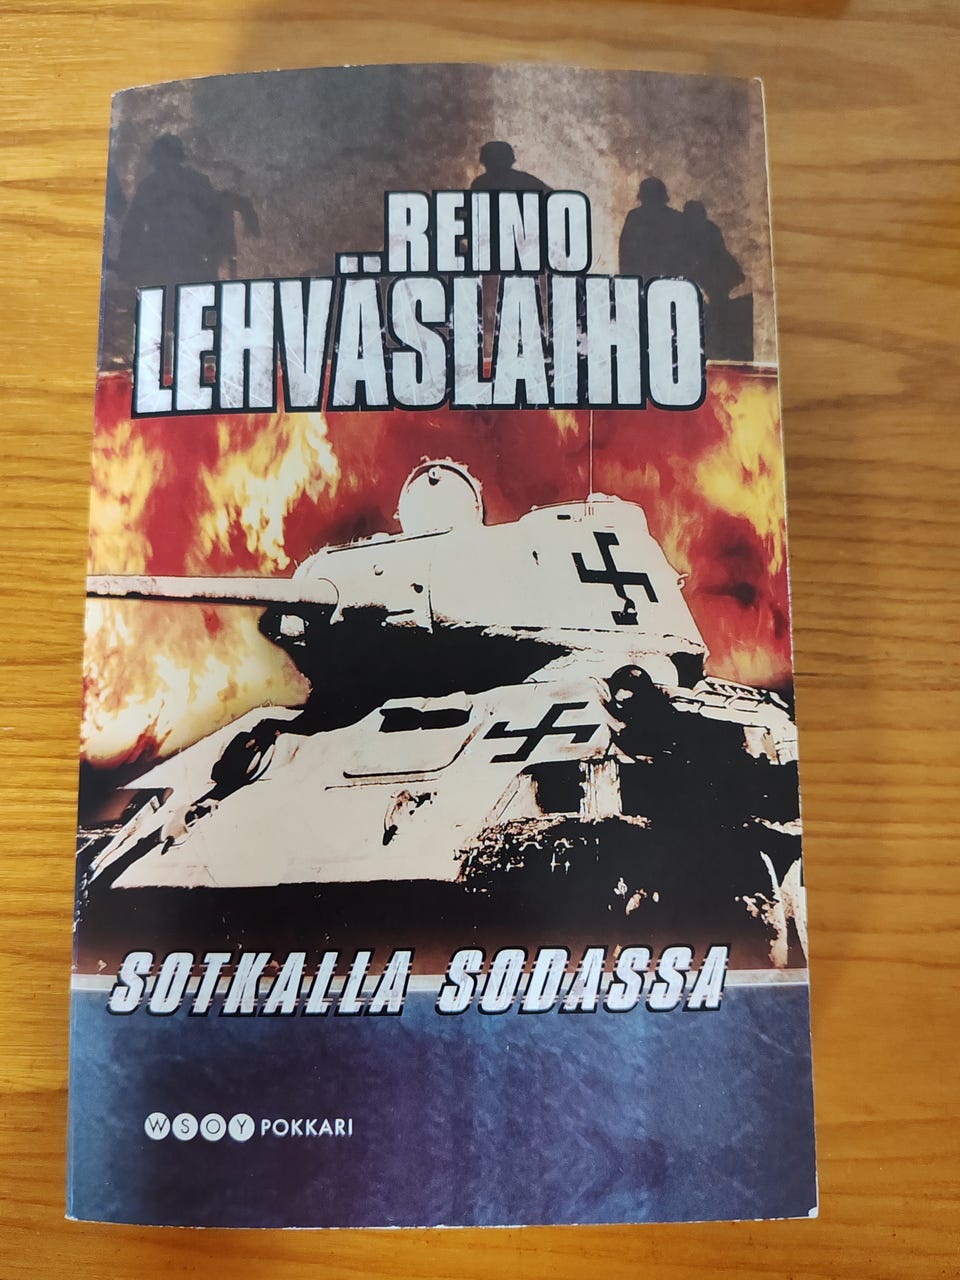 REINO
LEHVÄSLAIHO
SOTKALLA SODASSA
WSOY POKKARI